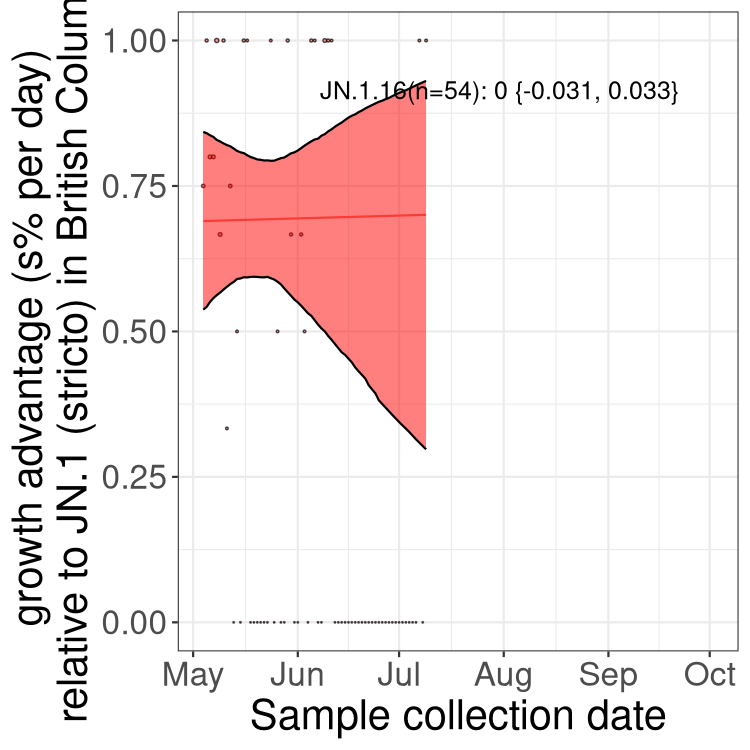 growth advantage (s% per day)
relative to JN.1 (stricto) in British Colum
1.00
0.75
0.50
0.25
0.00
JN.1.16(n=54): 0 {-0.031, 0.033}
May Jun Jul Aug Sep Oct
Sample collection date